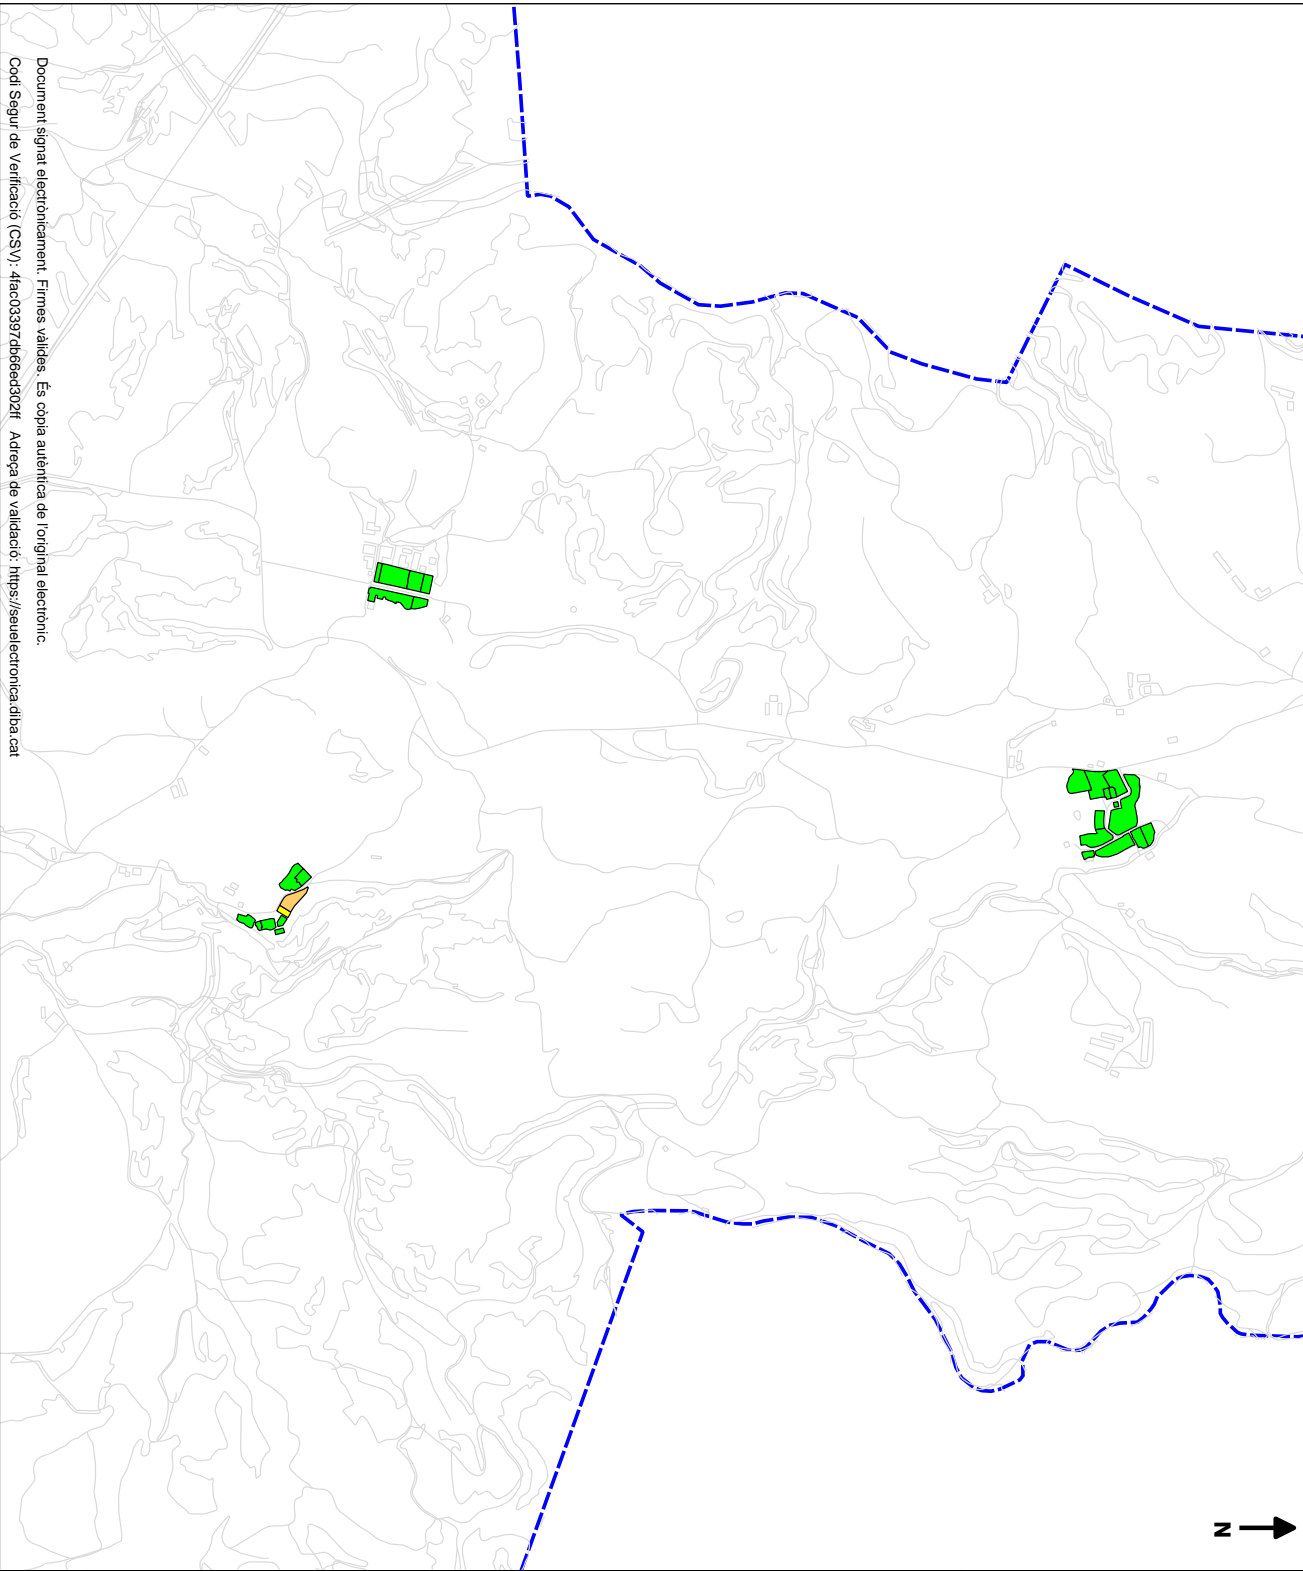 Document signat electrònicament. Firmes vàlides. És còpia autèntica de l'original electrònic.
Codi Segur de Verificació (CSV): 4fac03397db66ed302ff Adreça de validació: https://seuelectronica.diba.cat
N